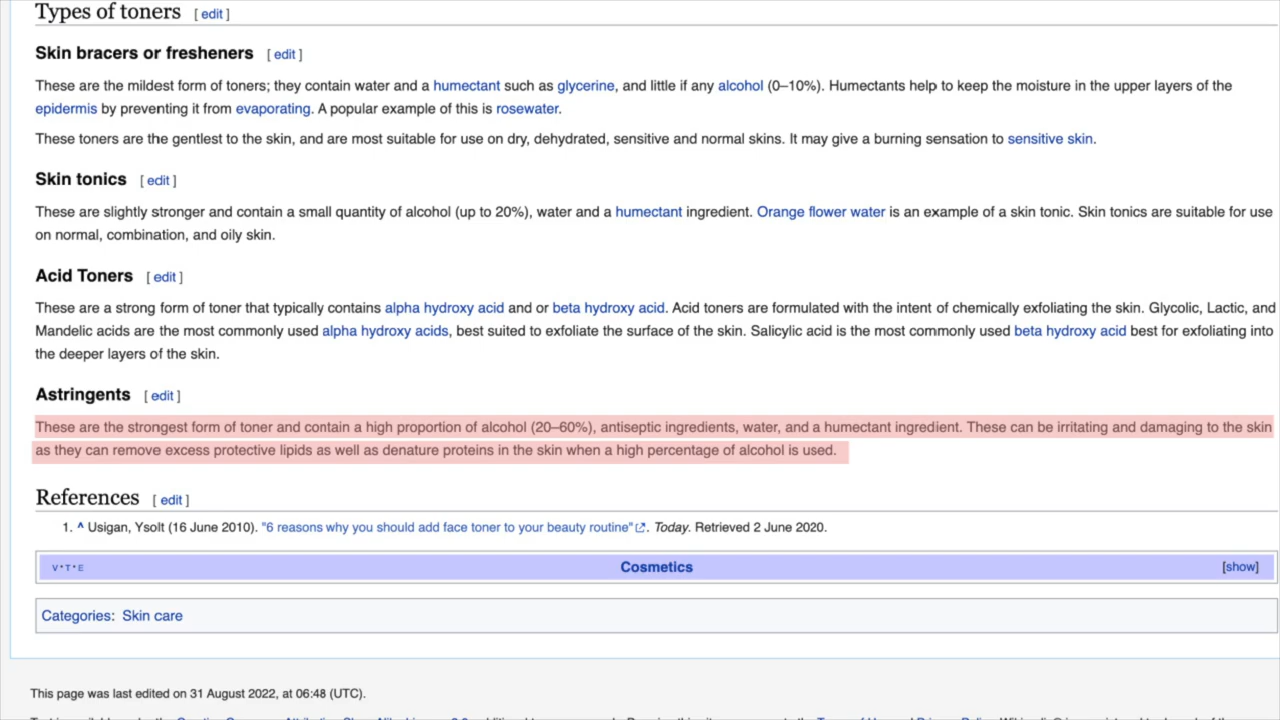 Types of toners [ edit ]
Skin bracers or fresheners [ edit ]
These are the mildest form of toners; they contain water and a humectant such as glycerine, and little if any alcohol (0–10%). Humectants help to keep the moisture in the upper layers of the
epidermis by preventing it from evaporating. A popular example of this is rosewater.
These toners are the gentlest to the skin, and are most suitable for use on dry, dehydrated, sensitive and normal skins. It may give a burning sensation to sensitive skin.
Skin tonics [ edit ]
These are slightly stronger and contain a small quantity of alcohol (up to 20%), water and a humectant ingredient. Orange flower water is an example of a skin tonic. Skin tonics are suitable for use
on normal, combination, and oily skin.
Acid Toners [ edit ]
These are a strong form of toner that typically contains alpha hydroxy acid and or beta hydroxy acid. Acid toners are formulated with the intent of chemically exfoliating the skin. Glycolic, Lactic, and
Mandelic acids are the most commonly used alpha hydroxy acids, best suited to exfoliate the surface of the skin. Salicylic acid is the most commonly used beta hydroxy acid best for exfoliating into
the deeper layers of the skin.
Astringents [ edit ]
These are the strongest form of toner and contain a high proportion of alcohol (20–60%), antiseptic ingredients, water, and a humectant ingredient. These can be irritating and damaging to the skin
as they can remove excess protective lipids as well as denature proteins in the skin when a high percentage of alcohol is used.
References [ edit ]
1. ^ Usigan, Ysolt (16 June 2010). "6 reasons why you should add face toner to your beauty routine". Today. Retrieved 2 June 2020.
V·T·E Cosmetics [show]
Categories: Skin care
This page was last edited on 31 August 2022, at 06:48 (UTC).